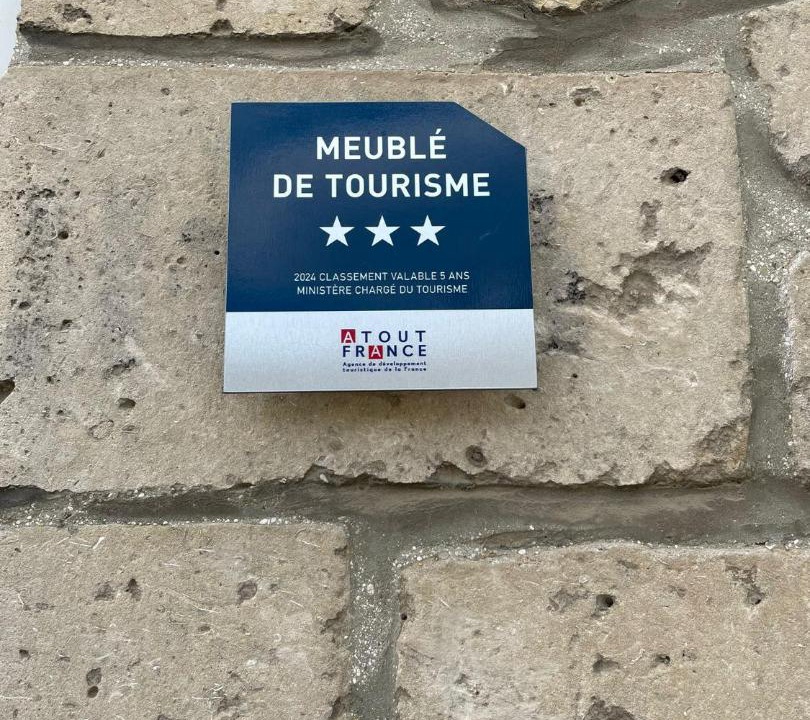 MEUBLÉ
DE TOURISME
2024 CLASSEMENT VALABLE 5 ANS
MINISTÈRE CHARGÉ DU TOURISME
ATOUT
FRANCE
Agence de développement
touristique de la France